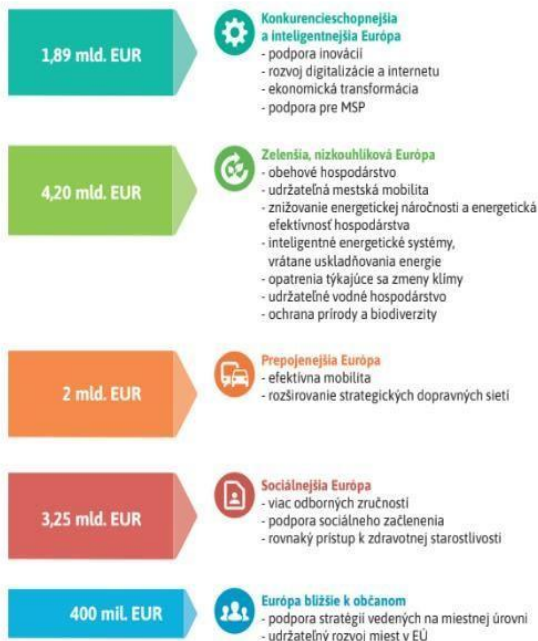 1,89 mld. EUR
Konkurencieschopnejšia
a inteligentnejšia Európa
- podpora inovácií
- rozvoj digitalizácie a internetu
- ekonomická transformácia
- podpora pre MSP
4,20 mld. EUR
Zelenšia, nízkouhlíková Európa
- obehové hospodárstvo
- udržateľná mestská mobilita
- znižovanie energetickej náročnosti a energetická
efektívnosť hospodárstva
- inteligentné energetické systémy,
vrátane uskladňovania energie
- opatrenia týkajúce sa zmeny klímy
- udržateľné vodné hospodárstvo
- ochrana prírody a biodiverzity
2 mld. EUR
Prepojenejšia Európa
- efektívna mobilita
- rozširovanie strategických dopravných sietí
3,25 mld. EUR
Sociálnejšia Európa
- viac odborných zručností
- podpora sociálneho začlenenia
- rovnaký prístup k zdravotnej starostlivosti
400 mil. EUR
Európa bližšie k občanom
- podpora stratégií vedených na miestnej úrovni
- udržateľný rozvoj miest v EÚ